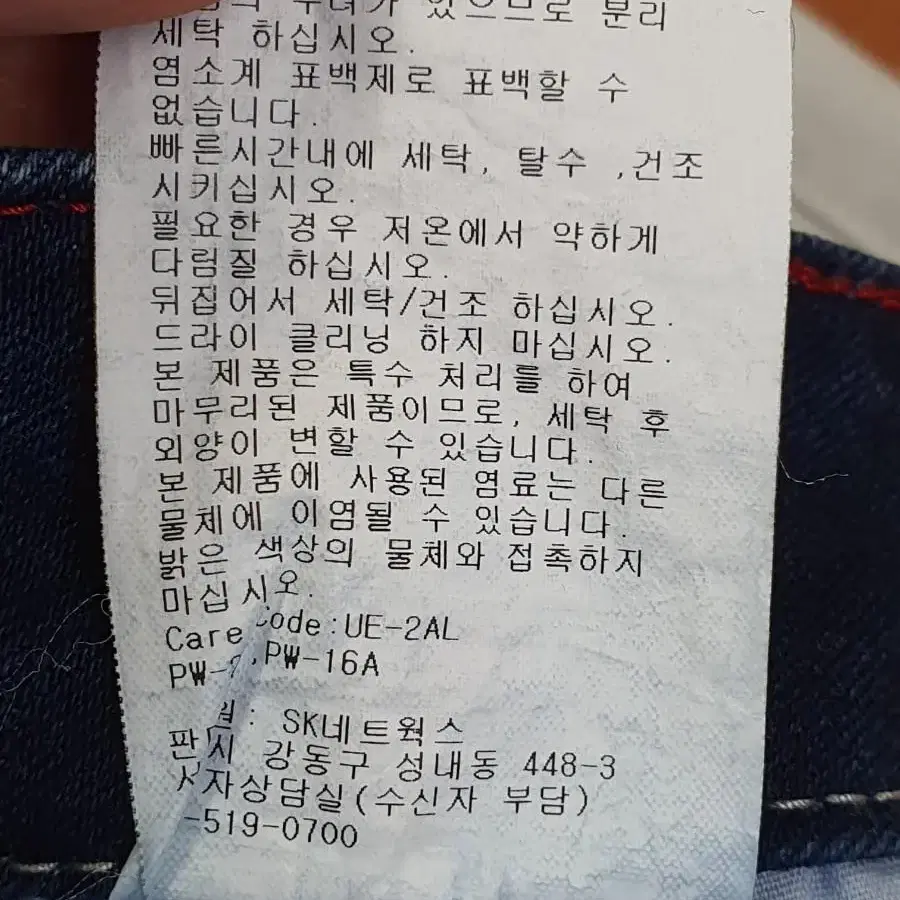 있으므로 분리
세탁 하십시오.
염소계 표백제로 표백할 수
없습니다.
빠른시간내에 세탁, 탈수 ,건조
시키십시오.
필요한 경우 저온에서 약하게
다림질 하십시오.
뒤집어서 세탁/건조 하십시오.
드라이 클리닝 하지 마십시오.
본 제품은 특수 처리를 하여
마무리된 제품이므로, 세탁 후
외양이 변할 수 있습니다.
본 제품에 사용된 염료는 다른
물체에 이염될 수 있습니다.
밝은 색상의 물체와 접촉하지
마십시오.
Care Code:UE-2AL
PW-16A
SK네트웍스
강동구 성내동 448-3
자상담실(수신자 부담)
-519-0700